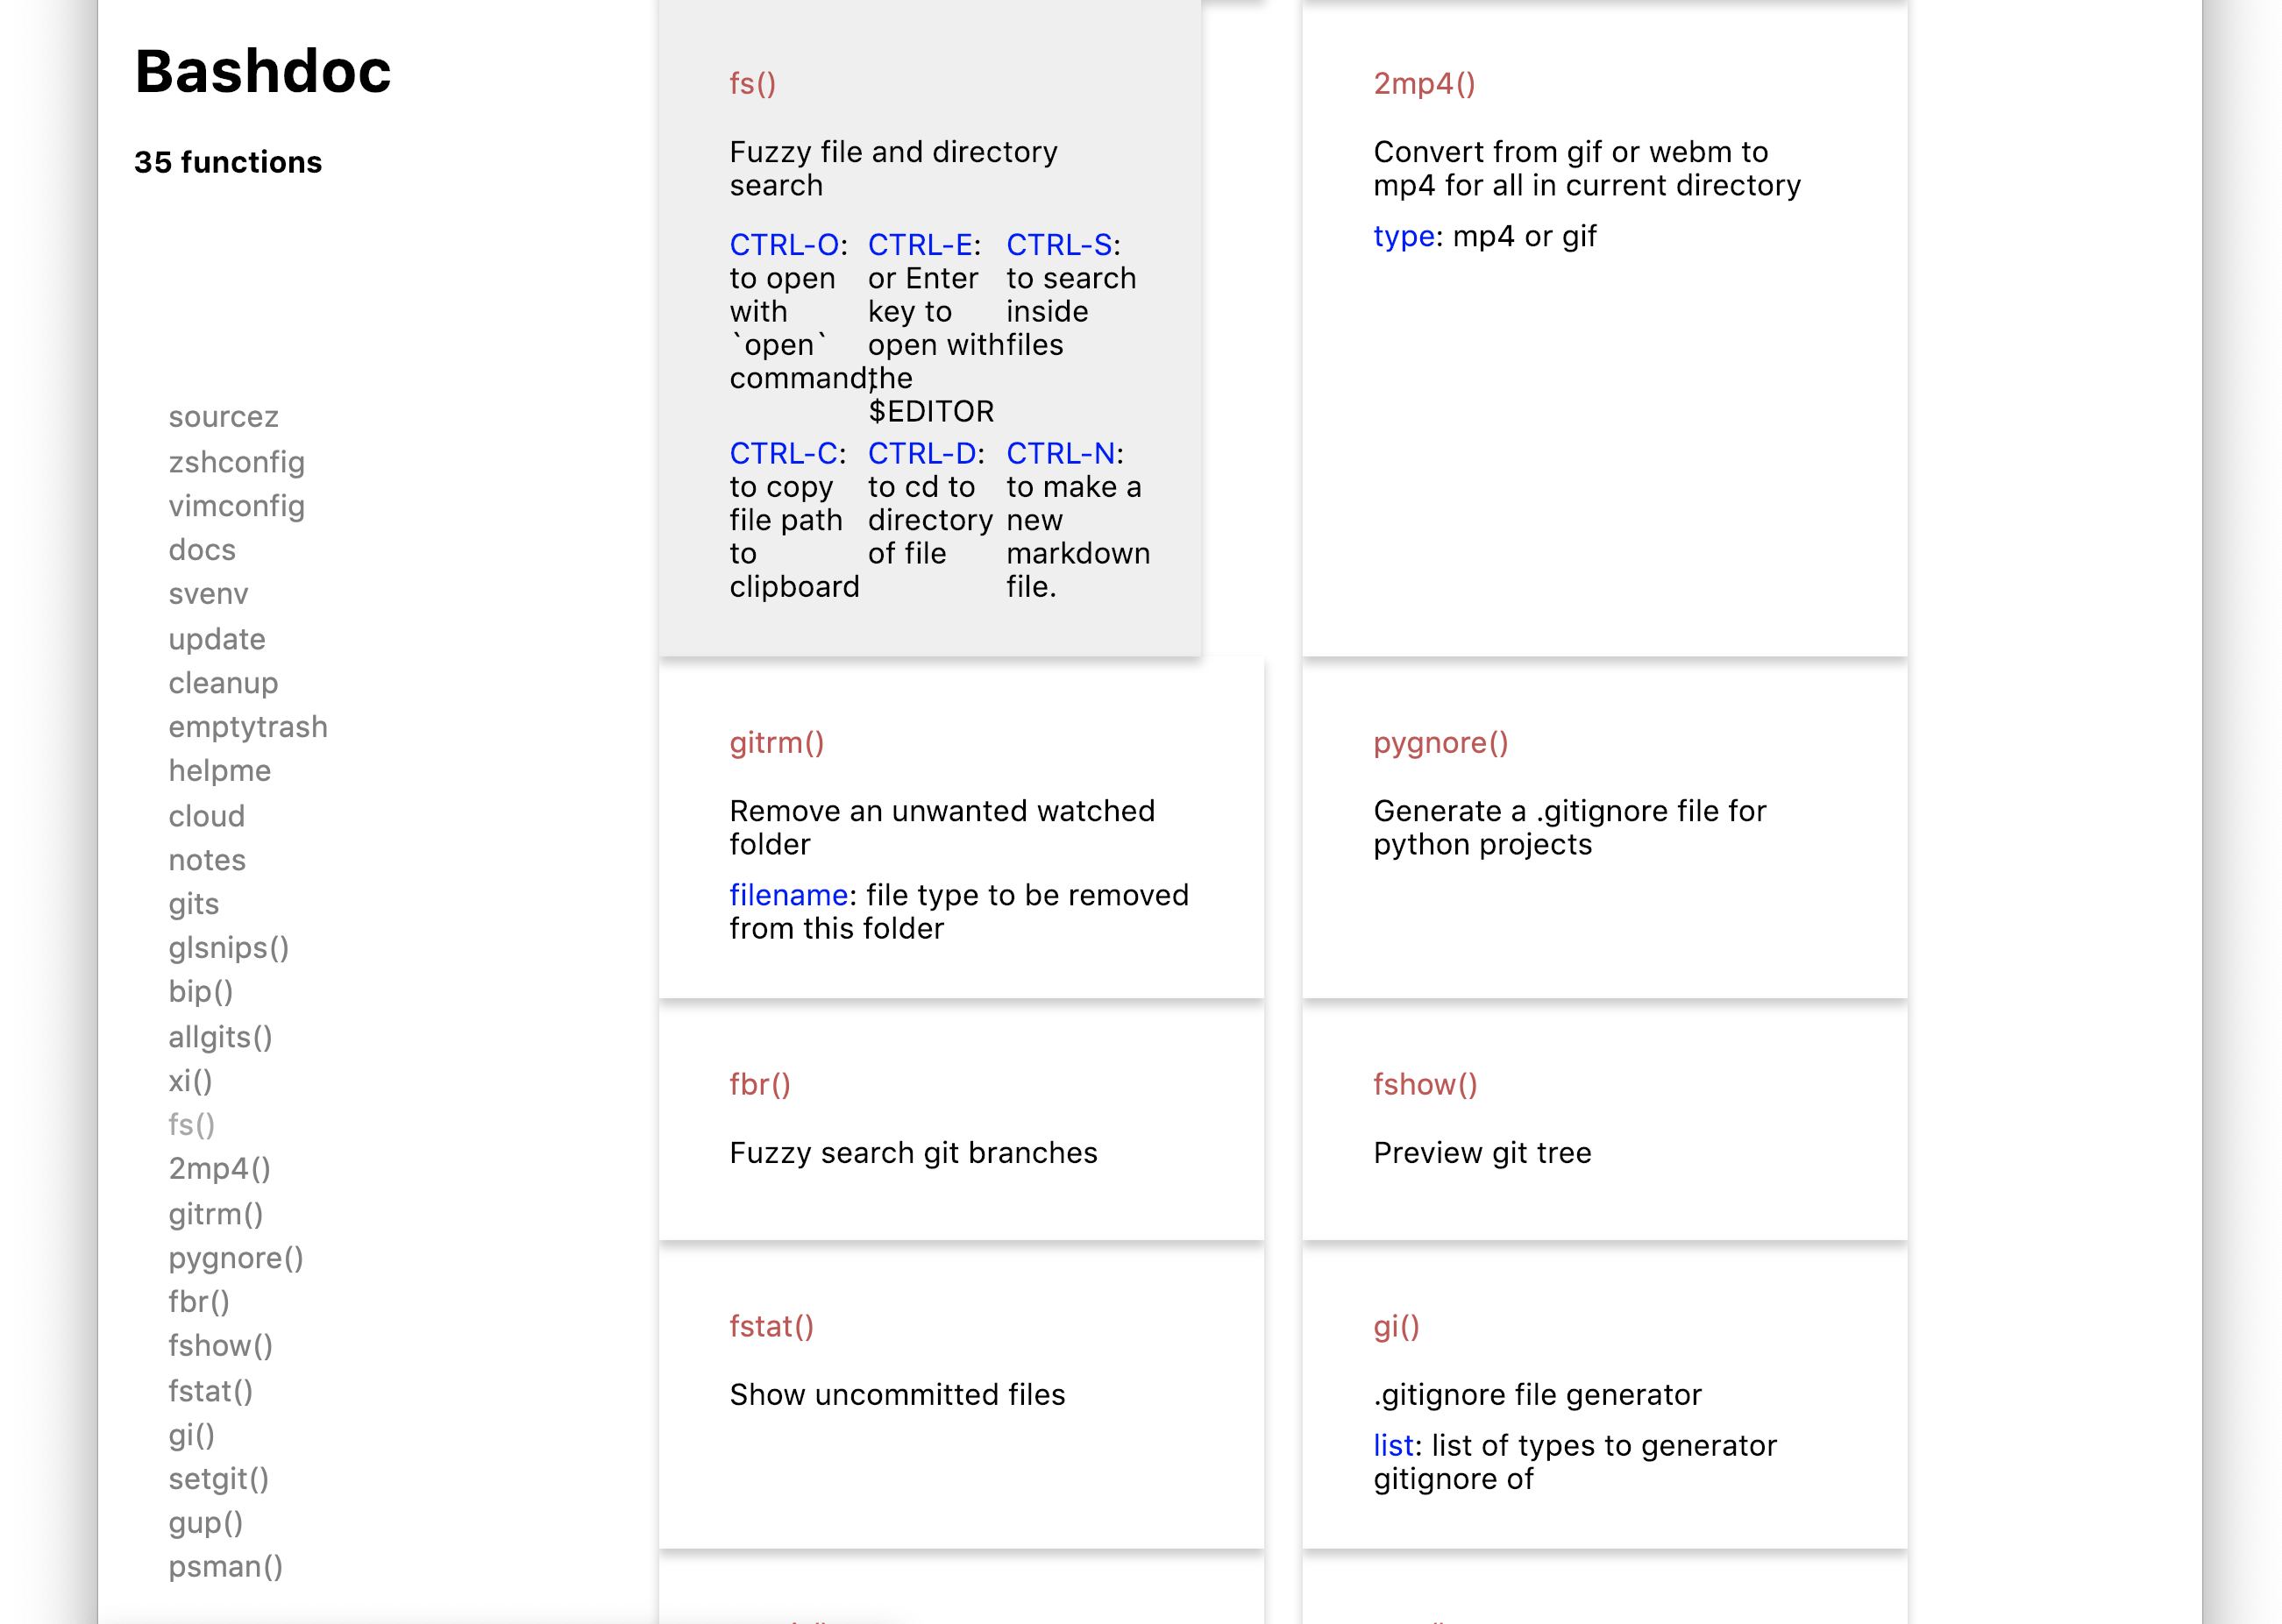 Bashdoc
35 functions
sourcez
zshconfig
vimconfig
docs
svenv
update
cleanup
emptytrash
helpme
cloud
notes
gits
glsnips()
bip()
allgits()
xi()
fs()
2mp4()
gitrm()
pygnore()
fbr()
fshow()
fstat()
gi()
setgit()
gup()
psman()
fs()
Fuzzy file and directory
search
CTRL-O:
to open
with
`open`
command,
CTRL-E:
or Enter
key to
open with
the
$EDITOR
CTRL-S:
to search
inside
files
CTRL-C:
to copy
file path
to
clipboard
CTRL-D:
to cd to
directory
of file
CTRL-N:
to make a
new
markdown
file.
2mp4()
Convert from gif or webm to
mp4 for all in current directory
type: mp4 or gif
gitrm()
Remove an unwanted watched
folder
filename: file type to be removed
from this folder
pygnore()
Generate a .gitignore file for
python projects
fbr()
Fuzzy search git branches
fshow()
Preview git tree
fstat()
Show uncommitted files
gi()
.gitignore file generator
list: list of types to generator
gitignore of